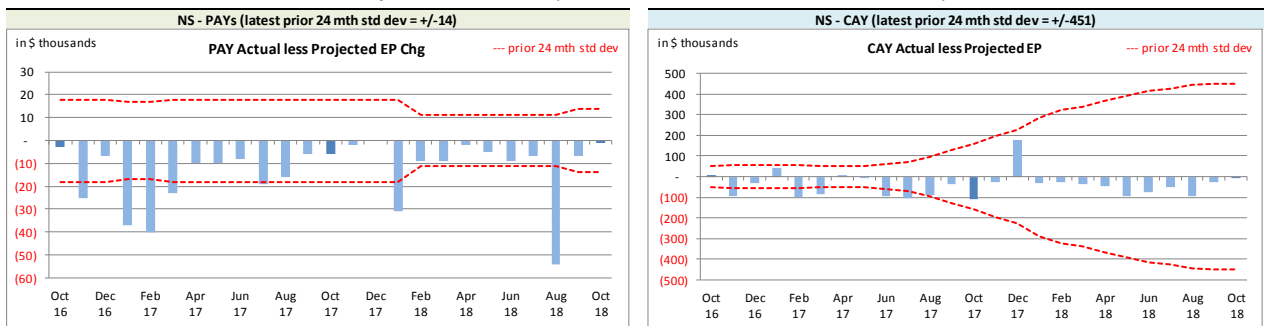 NS - PAYs (latest prior 24 mth std dev = +/-14)
in $ thousands
PAY Actual less Projected EP Chg
--- prior 24 mth std dev
30
20
10
-
(10)
(20)
(30)
(40)
(50)
(60)
Oct 16 Dec 16 Feb 17 Apr 17 Jun 17 Aug 17 Oct 17 Dec 17 Feb 18 Apr 18 Jun 18 Aug 18 Oct 18
NS - CAY (latest prior 24 mth std dev = +/-451)
in $ thousands
CAY Actual less Projected EP
--- prior 24 mth std dev
500
400
300
200
100
-
(100)
(200)
(300)
(400)
(500)
Oct 16 Dec 16 Feb 17 Apr 17 Jun 17 Aug 17 Oct 17 Dec 17 Feb 18 Apr 18 Jun 18 Aug 18 Oct 18